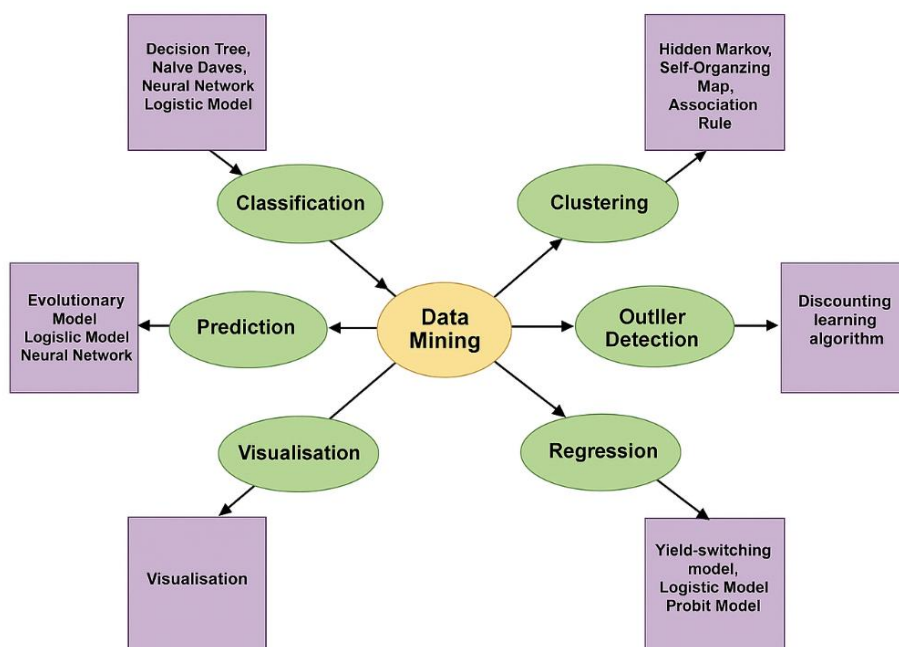 Decision Tree,
Nalve Daves,
Neural Network
Logistic Model
Hidden Markov,
Self-Organzing
Map,
Association
Rule
Classification
Clustering
Evolutionary
Model
Logislic Model
Neural Network
Prediction
Data
Mining
Outller
Detection
Discounting
learning
algorithm
Visualisation
Regression
Visualisation
Yield-switching
model,
Logistic Model
Probit Model